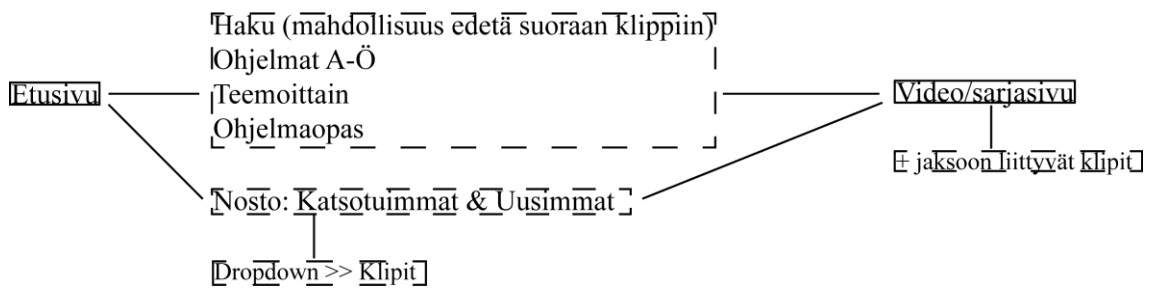 Haku (mahdollisuus edetä suoraan klippiin)
Ohjelmat A-Ö
Etusivu
Teemoittain
Video/sarjasivu
Ohjelmaopas
+ jaksoon liittyvät klipit
Nosto: Katsotuimmat & Uusimmat
Dropdown >> Klipit